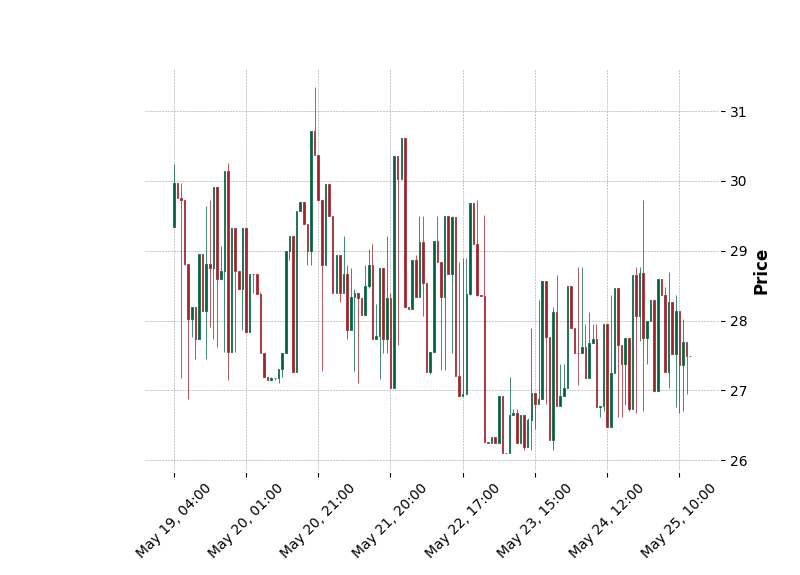 31
30
29
28
27
26
Price
May 19, 04:00
May 20, 01:00
May 20, 21:00
May 21, 20:00
May 22, 17:00
May 23, 15:00
May 24, 12:00
May 25, 10:00